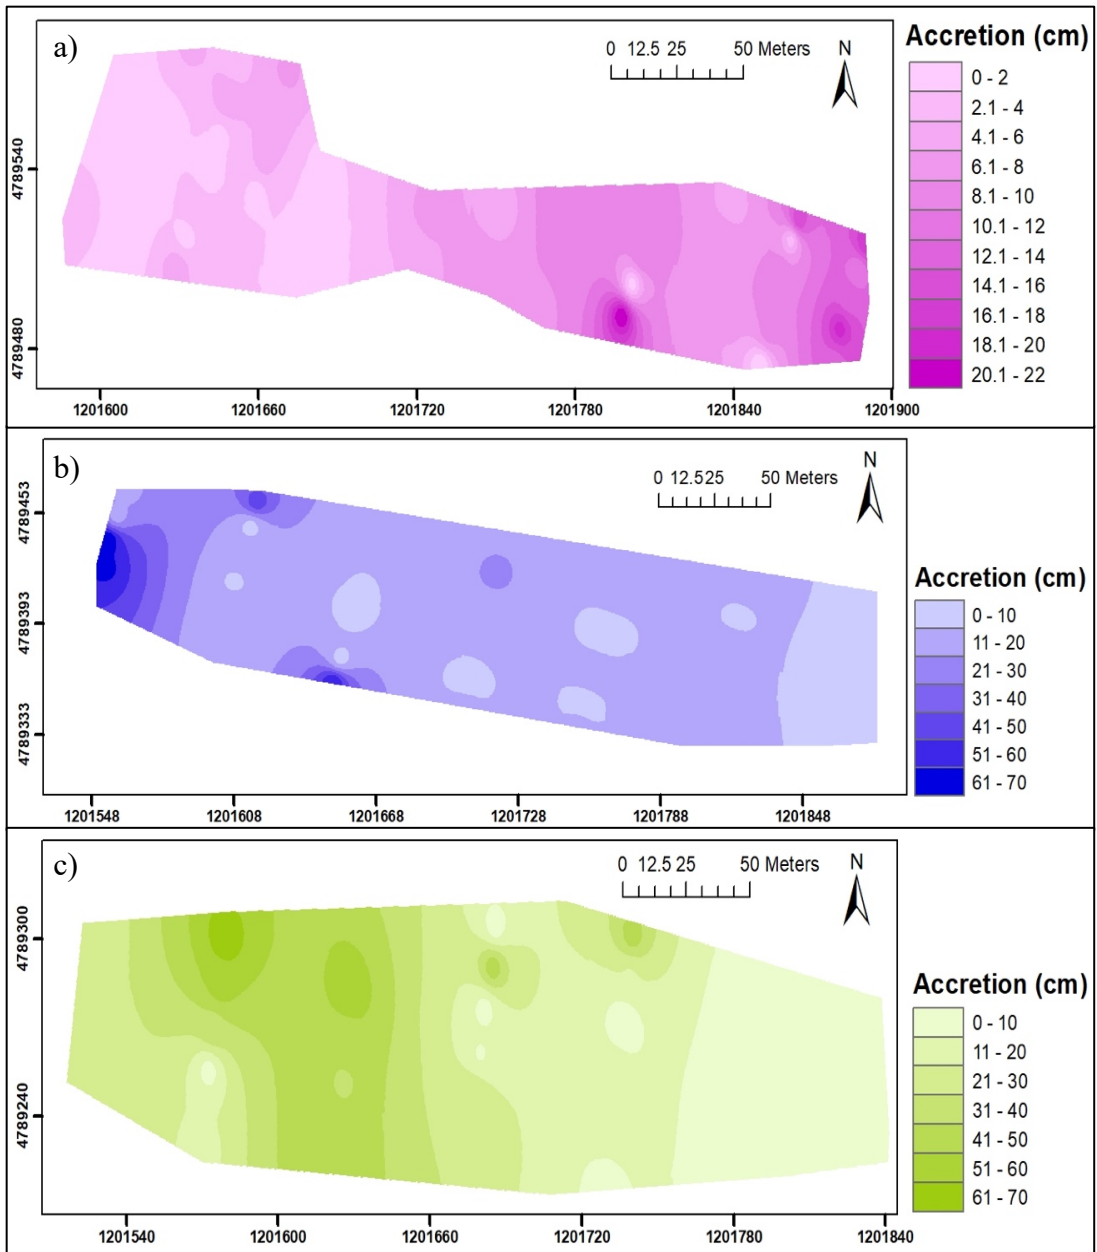 a)
0 12.5 25 50 Meters
N
Accretion (cm)
0 - 2
2.1 - 4
4.1 - 6
6.1 - 8
8.1 - 10
10.1 - 12
12.1 - 14
14.1 - 16
16.1 - 18
18.1 - 20
20.1 - 22
4789540
4789480
1201600 1201660 1201720 1201780 1201840 1201900
b)
0 12.525 50 Meters
N
Accretion (cm)
0 - 10
11 - 20
21 - 30
31 - 40
41 - 50
51 - 60
61 - 70
4789453
4789393
4789333
1201548 1201608 1201668 1201728 1201788 1201848
c)
0 12.5 25 50 Meters
N
Accretion (cm)
0 - 10
11 - 20
21 - 30
31 - 40
41 - 50
51 - 60
61 - 70
4789300
4789240
1201540 1201600 1201660 1201720 1201780 1201840